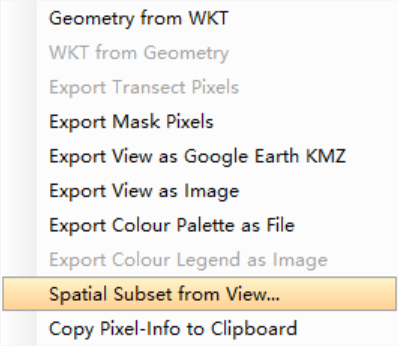 Geometry from WKT
WKT from Geometry
Export Transect Pixels
Export Mask Pixels
Export View as Google Earth KMZ
Export View as Image
Export Colour Palette as File
Export Colour Legend as Image
Spatial Subset from View...
Copy Pixel-Info to Clipboard